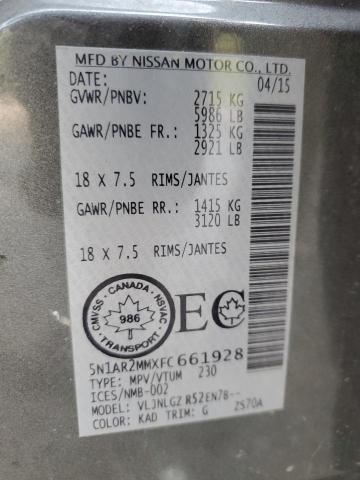 MFD BY NISSAN MOTOR CO., LTD.
DATE: 04/15
GVWR/PNBV: 2715 KG
5986 LB
GAWR/PNBE FR.: 1325 KG
2921 LB
18 X 7.5 RIMS/JANTES
GAWR/PNBE RR.: 1415 KG
3120 LB
18 X 7.5 RIMS/JANTES
CMVSS · CANADA · NSVAC · TRANSPORT ·
986
EC
5N1AR2MMXFC661928
TYPE: MPV/VTUM 230
ICES/NMB-002
MODEL: VLJNLGZ R52EN78--
COLOR: KAD TRIM: G ZS70A